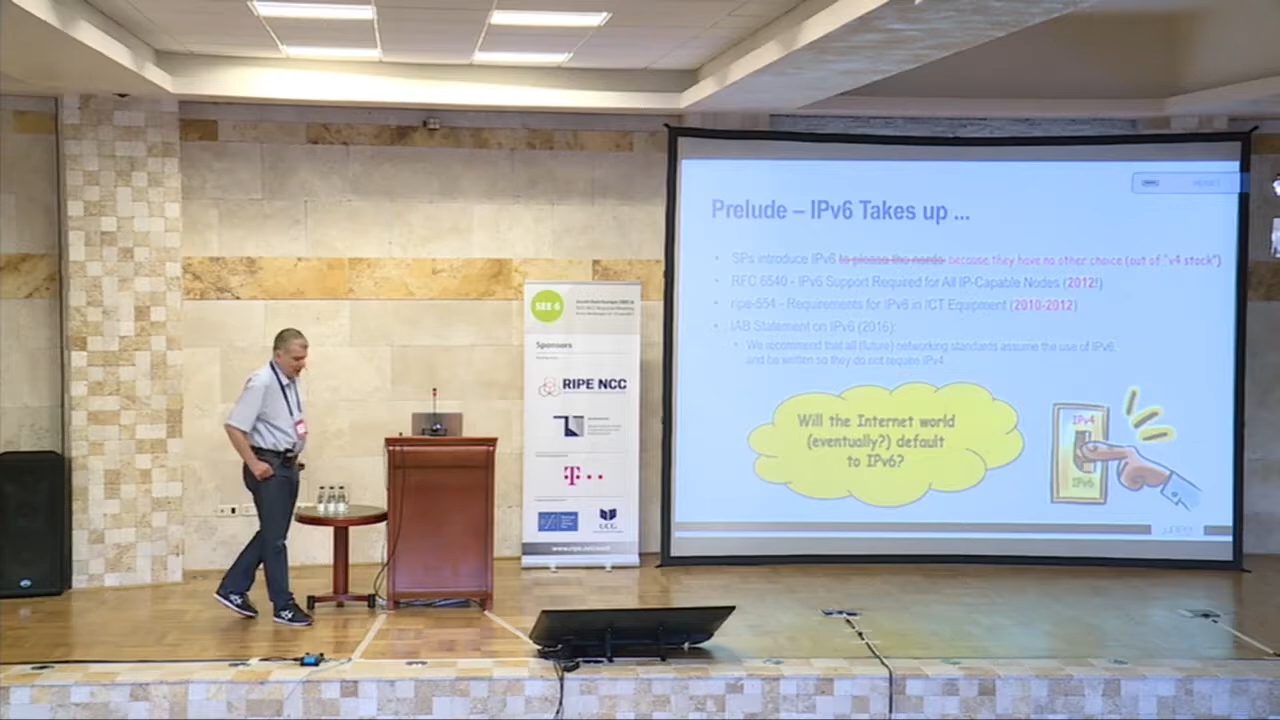 Prelude – IPv6 Takes up ...
• SPs introduce IPv6 to please the nerds because they have no other choice (out of "v4 stock")
• RFC 6540 - IPv6 Support Required for All IP-Capable Nodes (2012!)
• ripe-554 - Requirements for IPv6 in ICT Equipment (2010-2012)
• IAB Statement on IPv6 (2016):
• We recommend that all (future) networking standards assume the use of IPv6,
and be written so they do not require IPv4.
Will the Internet world
(eventually?) default
to IPv6?
IPv4
IPv6
SEE 6
Sponsors
RIPE NCC
T
UCG